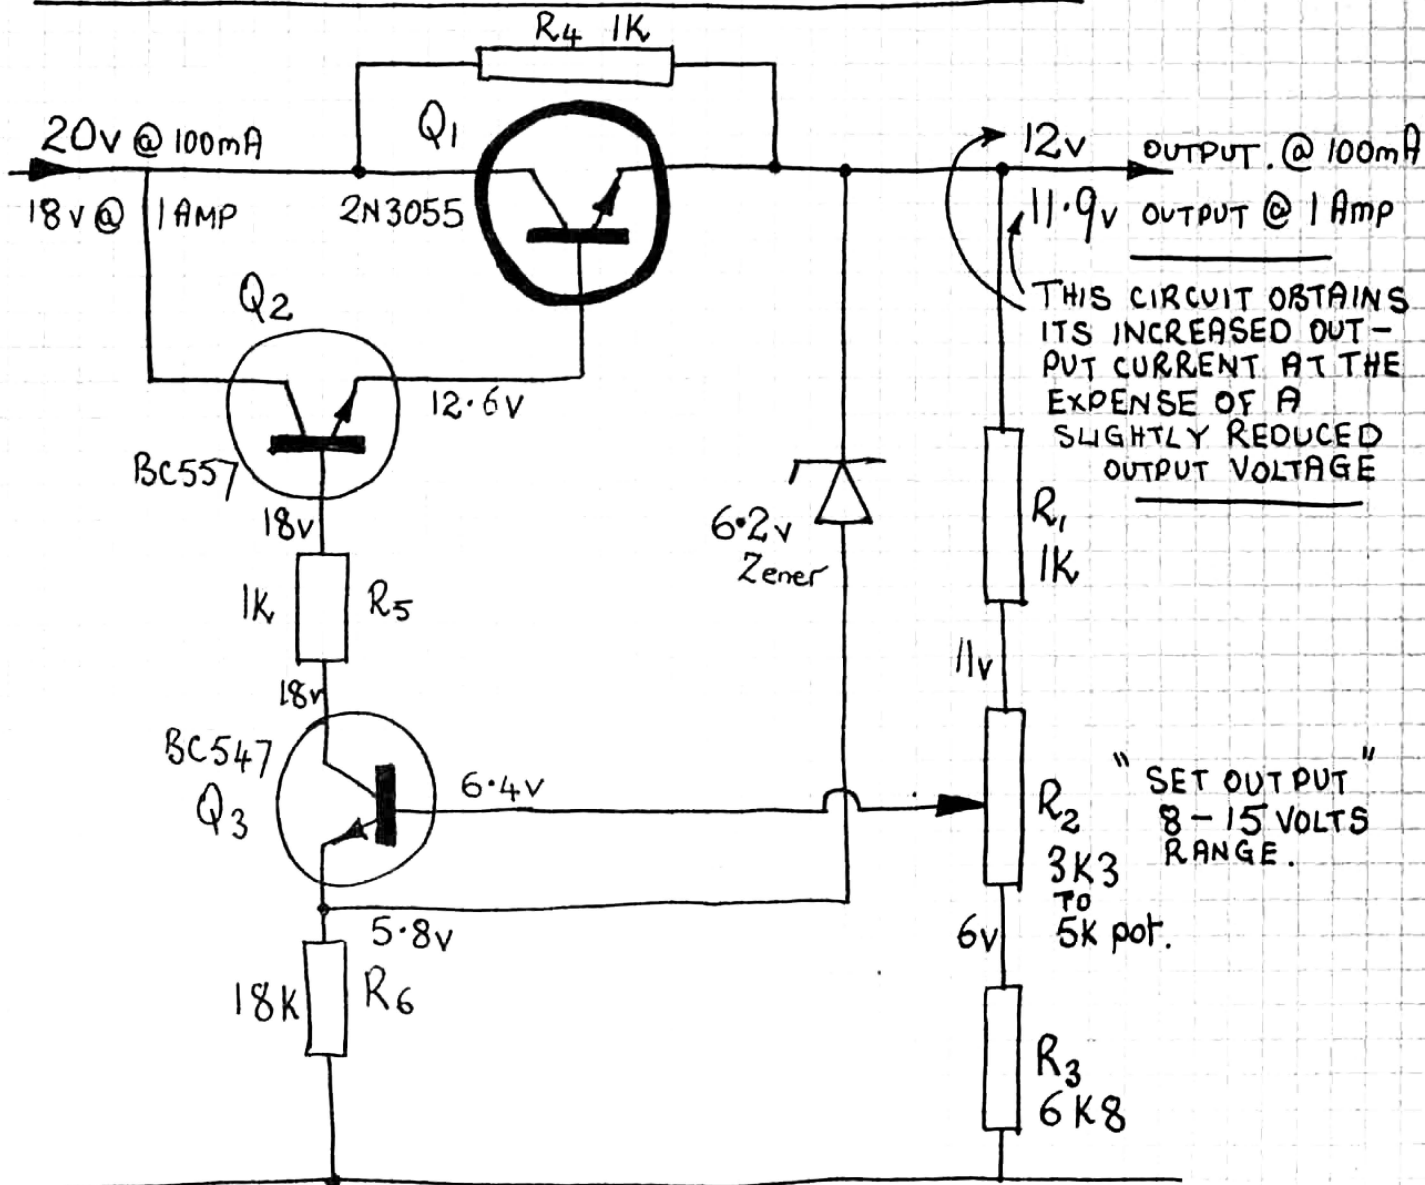 R4 1K
Q1
20v @ 100mA
18v @ 1 AMP
2N3055
12v OUTPUT. @ 100mA
11.9v OUTPUT @ 1 Amp
THIS CIRCUIT OBTAINS
ITS INCREASED OUT-
PUT CURRENT AT THE
EXPENSE OF A
SLIGHTLY REDUCED
OUTPUT VOLTAGE
Q2
12.6v
BC557
18v
1K R5
18v
6.2v
Zener
R1
1K
11v
BC547
Q3
6.4v
R2
3K3
TO
5K pot.
"SET OUTPUT"
8-15 VOLTS
RANGE.
5.8v
6v
18K R6
R3
6K8